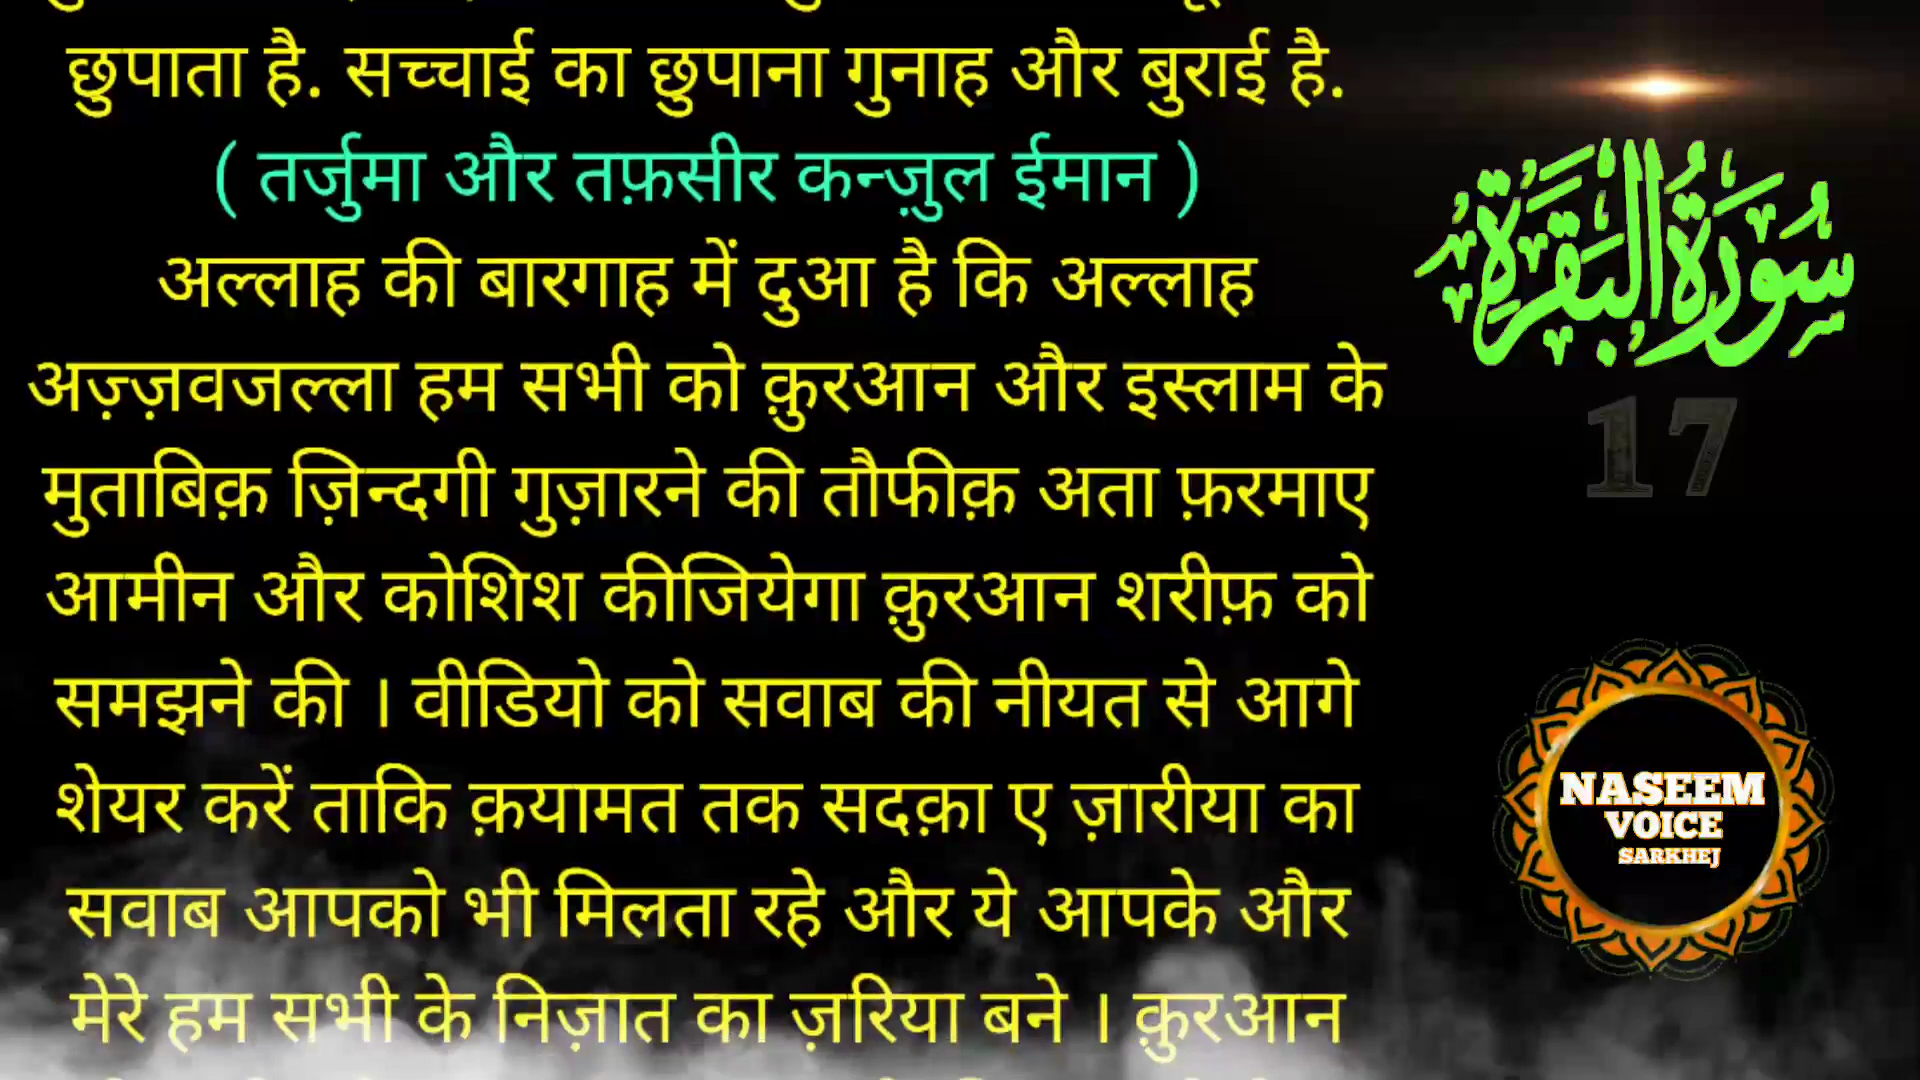 छुपाता है. सच्चाई का छुपाना गुनाह और बुराई है.
( तर्जुमा और तफ़सीर कन्ज़ुल ईमान )
अल्लाह की बारगाह में दुआ है कि अल्लाह
अज़्ज़वजल्ला हम सभी को क़ुरआन और इस्लाम के
मुताबिक़ ज़िन्दगी गुज़ारने की तौफीक़ अता फ़रमाए
आमीन और कोशिश कीजियेगा क़ुरआन शरीफ़ को
समझने की । वीडियो को सवाब की नीयत से आगे
शेयर करें ताकि क़यामत तक सदक़ा ए ज़ारीया का
सवाब आपको भी मिलता रहे और ये आपके और
मेरे हम सभी के निज़ात का ज़रिया बने । क़ुरआन
سُورَةُ الْبَقَرَةِ
17
NASEEM
VOICE
SARKHEJ